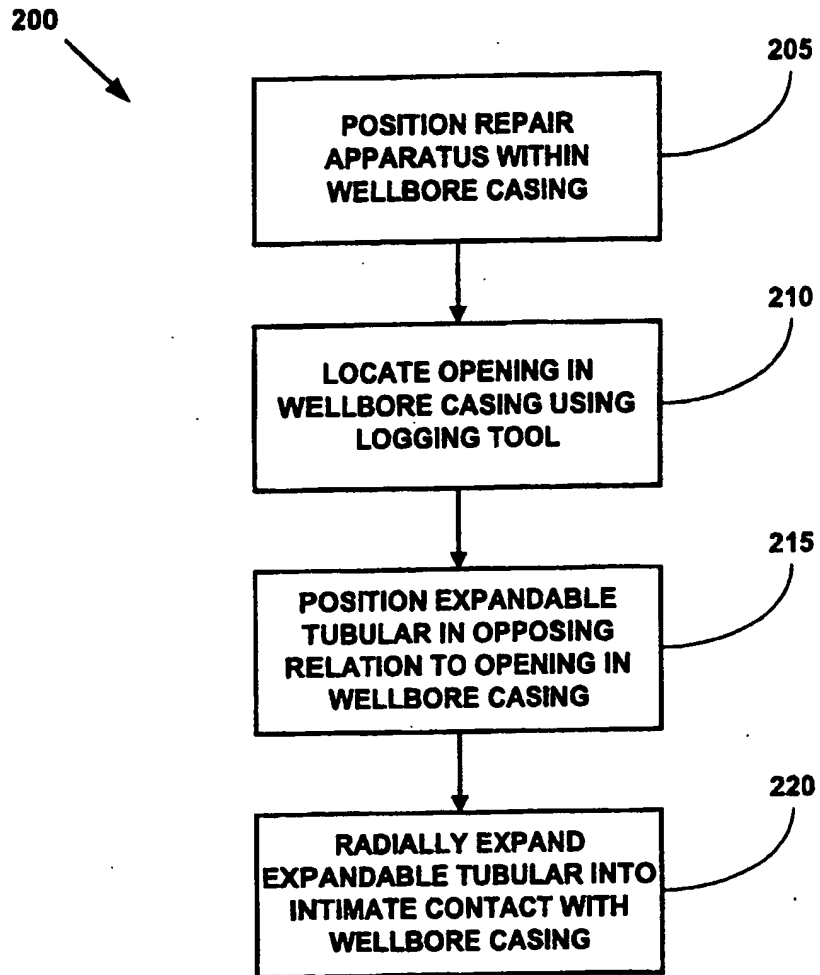 200
205
POSITION REPAIR
APPARATUS WITHIN
WELLBORE CASING
210
LOCATE OPENING IN
WELLBORE CASING USING
LOGGING TOOL
215
POSITION EXPANDABLE
TUBULAR IN OPPOSING
RELATION TO OPENING IN
WELLBORE CASING
220
RADIALLY EXPAND
EXPANDABLE TUBULAR INTO
INTIMATE CONTACT WITH
WELLBORE CASING